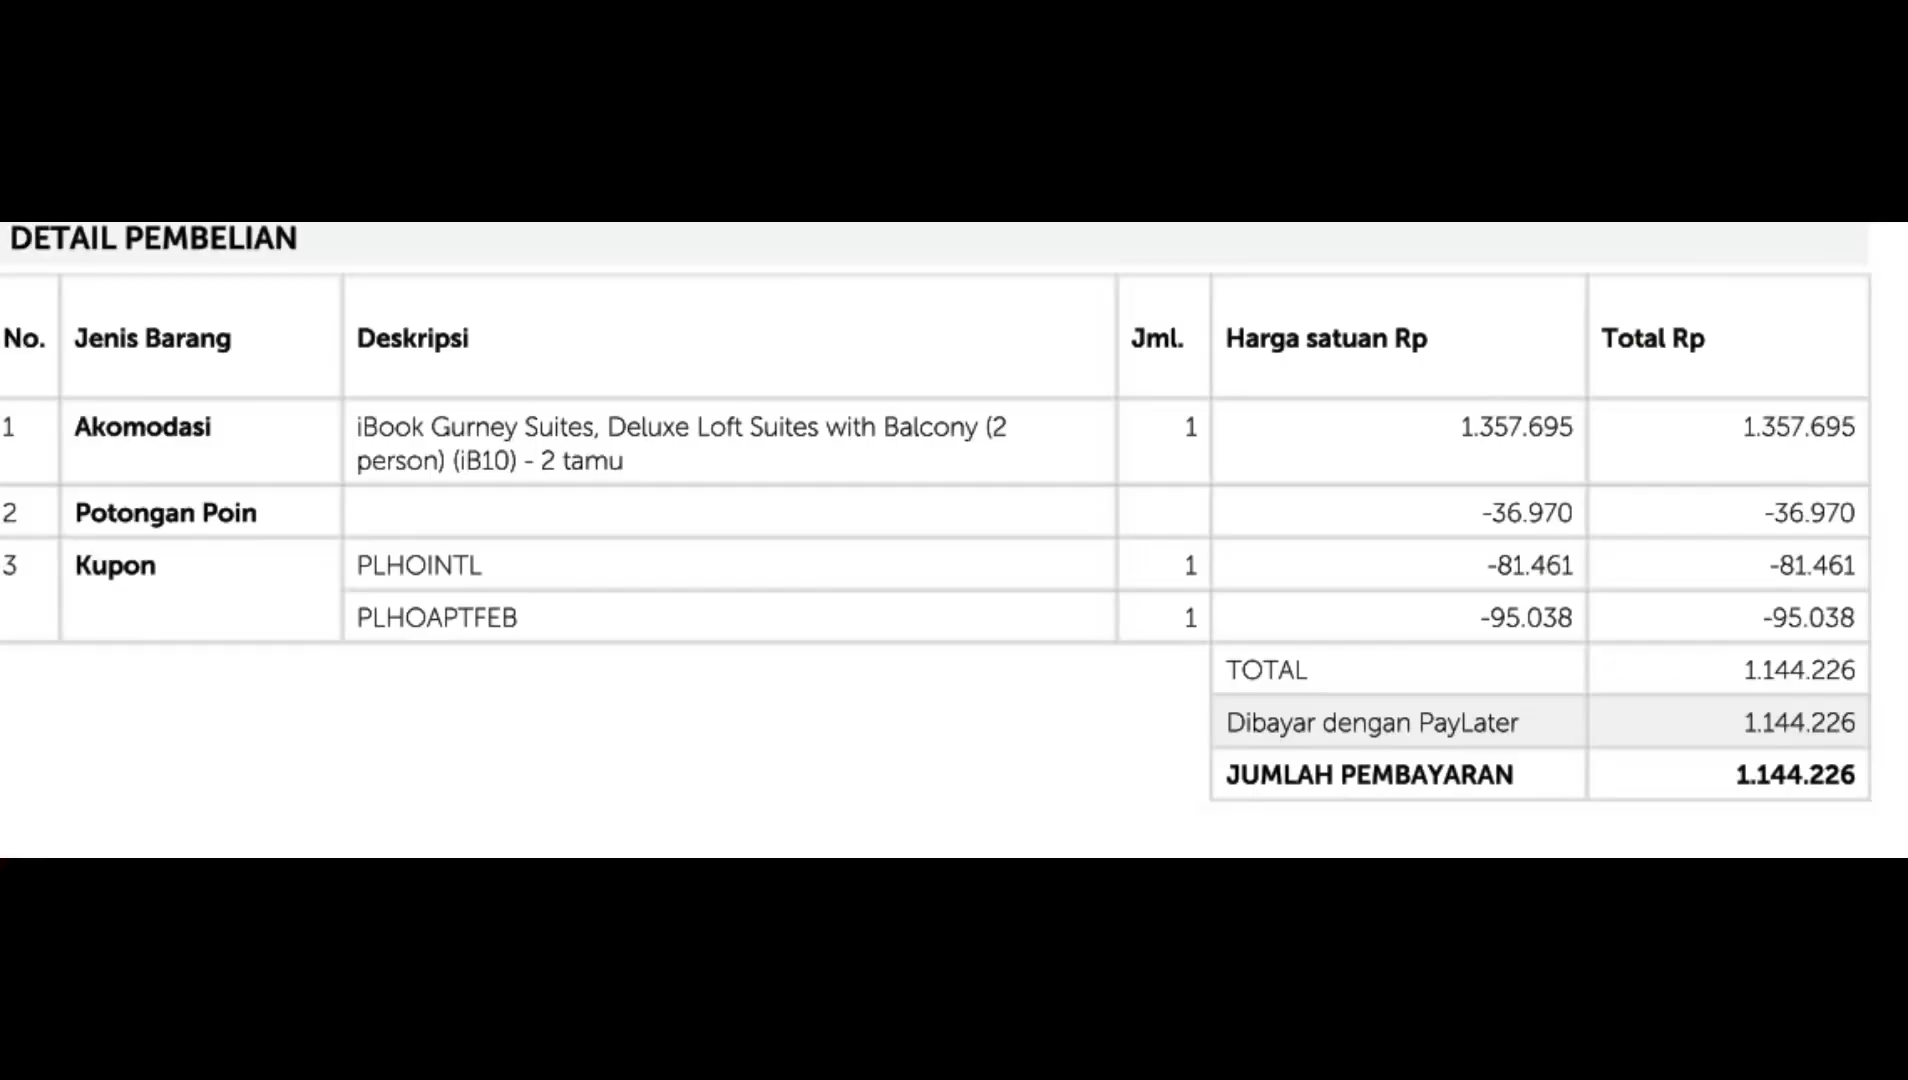 DETAIL PEMBELIAN
No. Jenis Barang Deskripsi Jml. Harga satuan Rp Total Rp
1 Akomodasi iBook Gurney Suites, Deluxe Loft Suites with Balcony (2 1 1.357.695 1.357.695
person) (iB10) - 2 tamu
2 Potongan Poin -36.970 -36.970
3 Kupon PLHOINTL 1 -81.461 -81.461
PLHOAPTFEB 1 -95.038 -95.038
TOTAL 1.144.226
Dibayar dengan PayLater 1.144.226
JUMLAH PEMBAYARAN 1.144.226